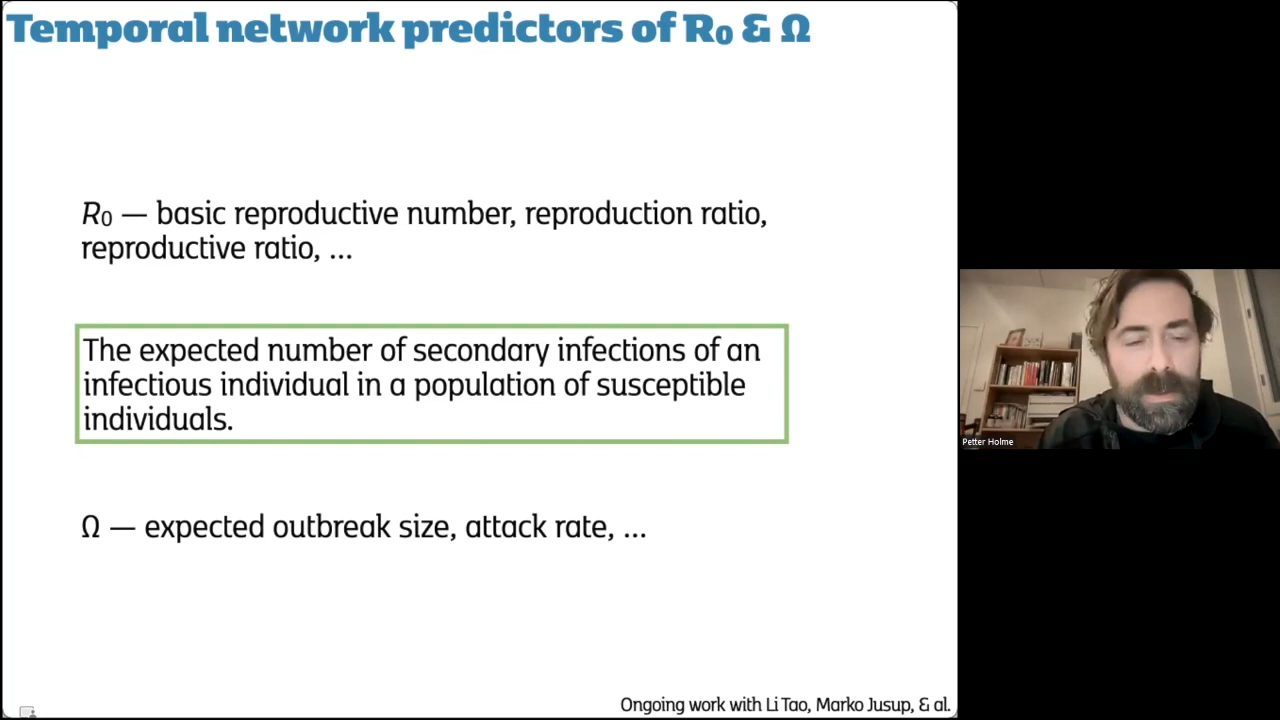 Temporal network predictors of R₀ & Ω
R₀ — basic reproductive number, reproduction ratio,
reproductive ratio, ...
The expected number of secondary infections of an
infectious individual in a population of susceptible
individuals.
Ω — expected outbreak size, attack rate, ...
Petter Holme
Ongoing work with Li Tao, Marko Jusup, & al.